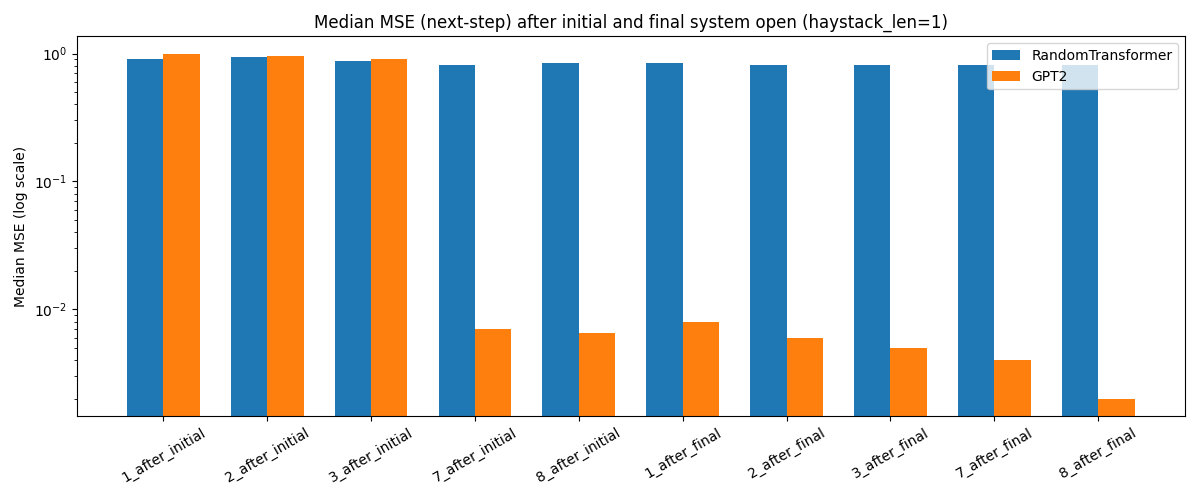 Median MSE (next-step) after initial and final system open (haystack_len=1)
RandomTransformer
GPT2
Median MSE (log scale)
10⁰
10⁻¹
10⁻²
1_after_initial
2_after_initial
3_after_initial
7_after_initial
8_after_initial
1_after_final
2_after_final
3_after_final
7_after_final
8_after_final